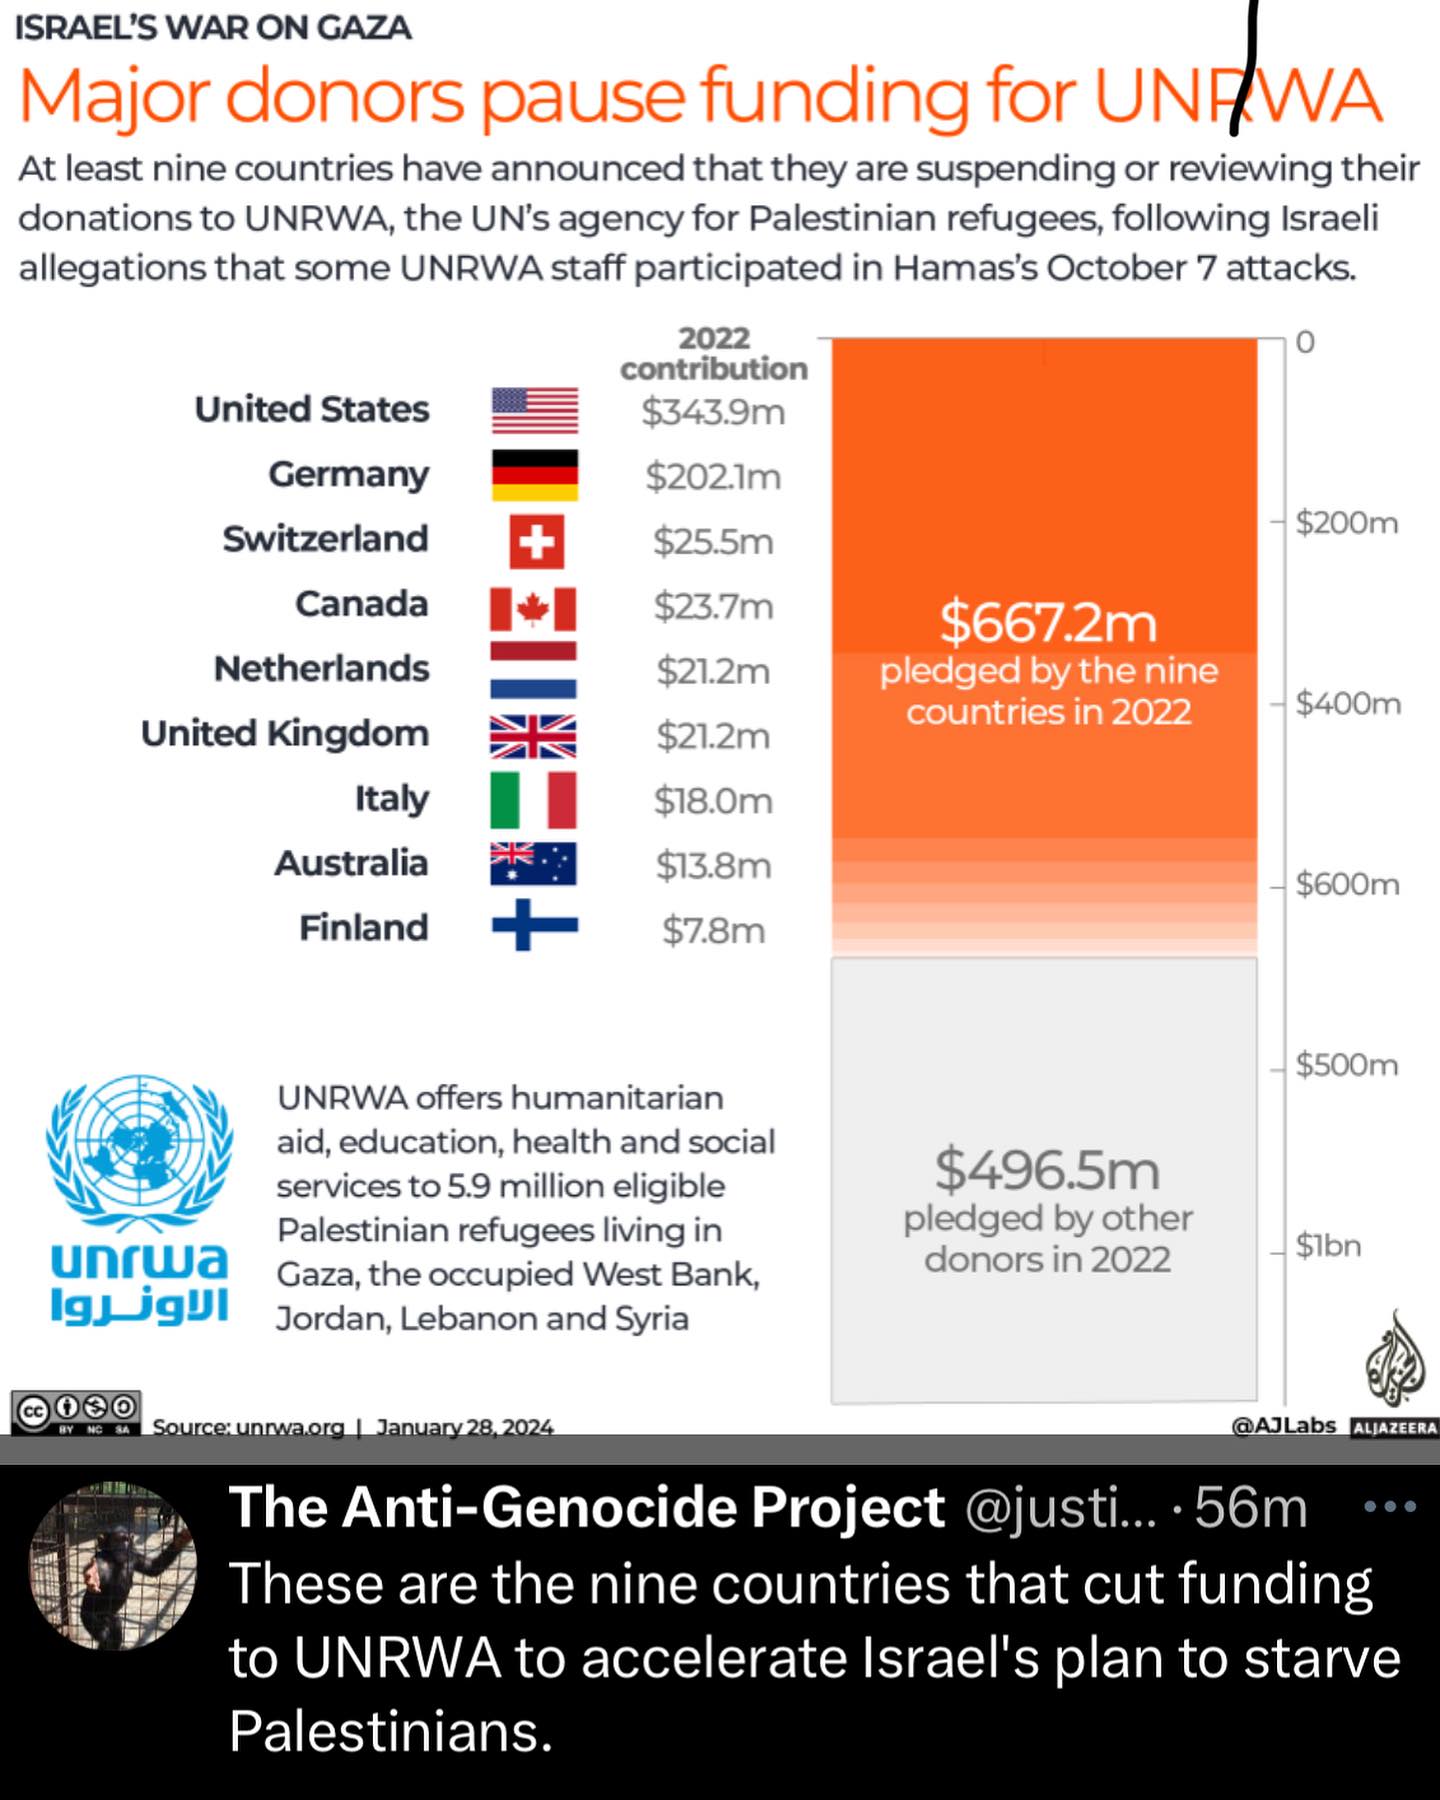 ISRAEL'S WAR ON GAZA
Major donors pause funding for UNRWA
At least nine countries have announced that they are suspending or reviewing their
donations to UNRWA, the UN's agency for Palestinian refugees, following Israeli
allegations that some UNRWA staff participated in Hamas's October 7 attacks.
2022
contribution
United States $343.9m
Germany $202.1m
Switzerland $25.5m
Canada $23.7m
Netherlands $21.2m
United Kingdom $21.2m
Italy $18.0m
Australia $13.8m
Finland $7.8m
0
$200m
$667.2m
pledged by the nine
countries in 2022
$400m
$600m
$500m
$496.5m
pledged by other
donors in 2022
$1bn
unrwa
الاونروا
UNRWA offers humanitarian
aid, education, health and social
services to 5.9 million eligible
Palestinian refugees living in
Gaza, the occupied West Bank,
Jordan, Lebanon and Syria
cc BY NC SA
Source: unrwa.org | January 28, 2024
@AJLabs ALJAZEERA
The Anti-Genocide Project @justi... · 56m
These are the nine countries that cut funding
to UNRWA to accelerate Israel's plan to starve
Palestinians.